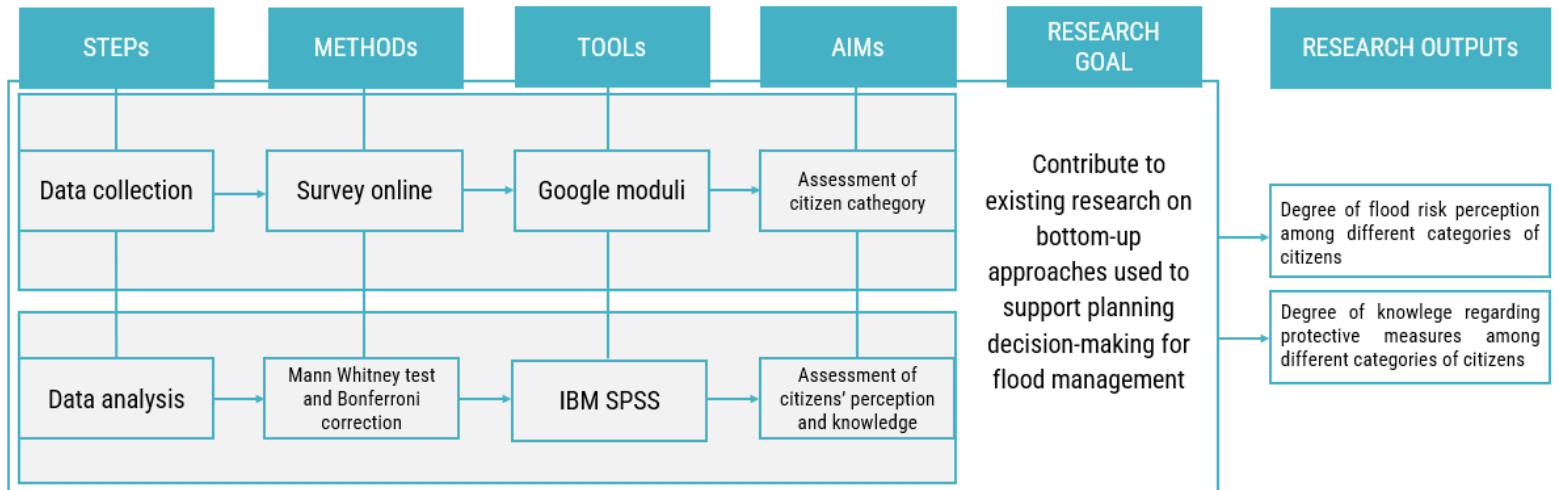 STEPs
METHODs
TOOLs
AIMs
RESEARCH
GOAL
RESEARCH OUTPUTs
Data collection
Survey online
Google moduli
Assessment of
citizen cathegory
Data analysis
Mann Whitney test
and Bonferroni
correction
IBM SPSS
Assessment of
citizens’ perception
and knowledge
Contribute to
existing research on
bottom-up
approaches used to
support planning
decision-making for
flood management
Degree of flood risk perception
among different categories of
citizens
Degree of knowlege regarding
protective measures among
different categories of citizens